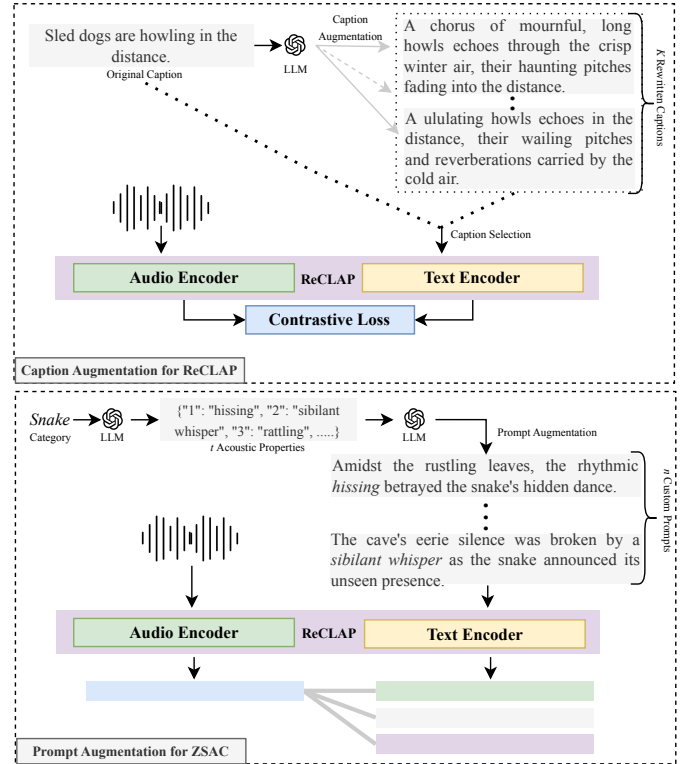 Sled dogs are howling in the
distance.
Original Caption
LLM
Caption
Augmentation
A chorus of mournful, long
howls echoes through the crisp
winter air, their haunting pitches
fading into the distance.
A ululating howls echoes in the
distance, their wailing pitches
and reverberations carried by the
cold air.
K Rewritten Captions
Caption Selection
Audio Encoder
ReCLAP
Text Encoder
Contrastive Loss
Caption Augmentation for ReCLAP
Snake
Category
LLM
{"1": "hissing", "2": "sibilant
whisper", "3": "rattling", .....}
t Acoustic Properties
LLM
Prompt Augmentation
Amidst the rustling leaves, the rhythmic
hissing betrayed the snake's hidden dance.
The cave's eerie silence was broken by a
sibilant whisper as the snake announced its
unseen presence.
n Custom Prompts
Audio Encoder
ReCLAP
Text Encoder
Prompt Augmentation for ZSAC